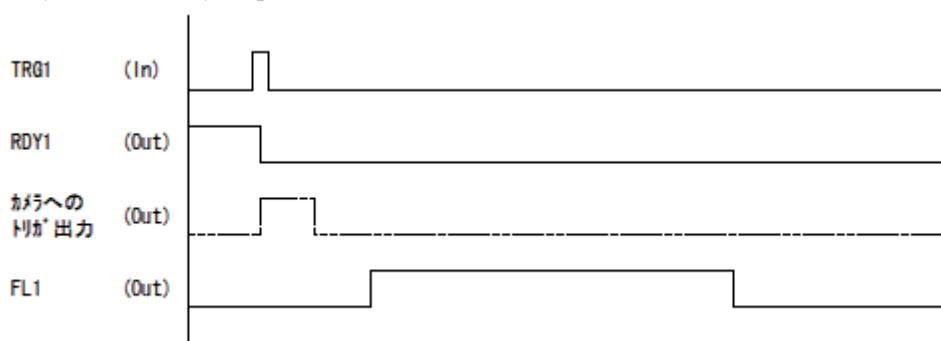 TRG1 (In)
RDY1 (Out)
ｶﾒﾗへの
ﾄﾘｶﾞ出力 (Out)
FL1 (Out)